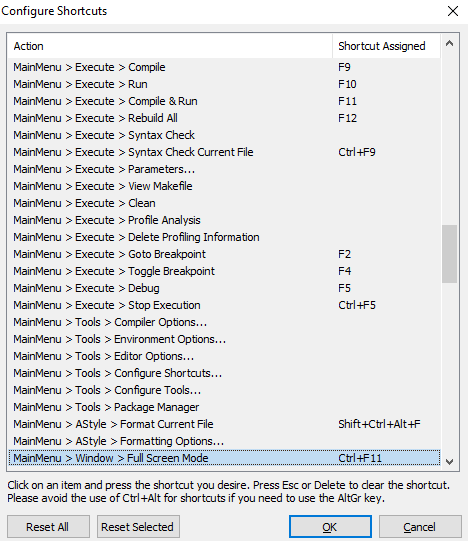 Configure Shortcuts
Action Shortcut Assigned
MainMenu > Execute > Compile F9
MainMenu > Execute > Run F10
MainMenu > Execute > Compile & Run F11
MainMenu > Execute > Rebuild All F12
MainMenu > Execute > Syntax Check
MainMenu > Execute > Syntax Check Current File Ctrl+F9
MainMenu > Execute > Parameters...
MainMenu > Execute > View Makefile
MainMenu > Execute > Clean
MainMenu > Execute > Profile Analysis
MainMenu > Execute > Delete Profiling Information
MainMenu > Execute > Goto Breakpoint F2
MainMenu > Execute > Toggle Breakpoint F4
MainMenu > Execute > Debug F5
MainMenu > Execute > Stop Execution Ctrl+F5
MainMenu > Tools > Compiler Options...
MainMenu > Tools > Environment Options...
MainMenu > Tools > Editor Options...
MainMenu > Tools > Configure Shortcuts...
MainMenu > Tools > Configure Tools...
MainMenu > Tools > Package Manager
MainMenu > AStyle > Format Current File Shift+Ctrl+Alt+F
MainMenu > AStyle > Formatting Options...
MainMenu > Window > Full Screen Mode Ctrl+F11
Click on an item and press the shortcut you desire. Press Esc or Delete to clear the shortcut.
Please avoid the use of Ctrl+Alt for shortcuts if you need to use the AltGr key.
Reset All Reset Selected OK Cancel